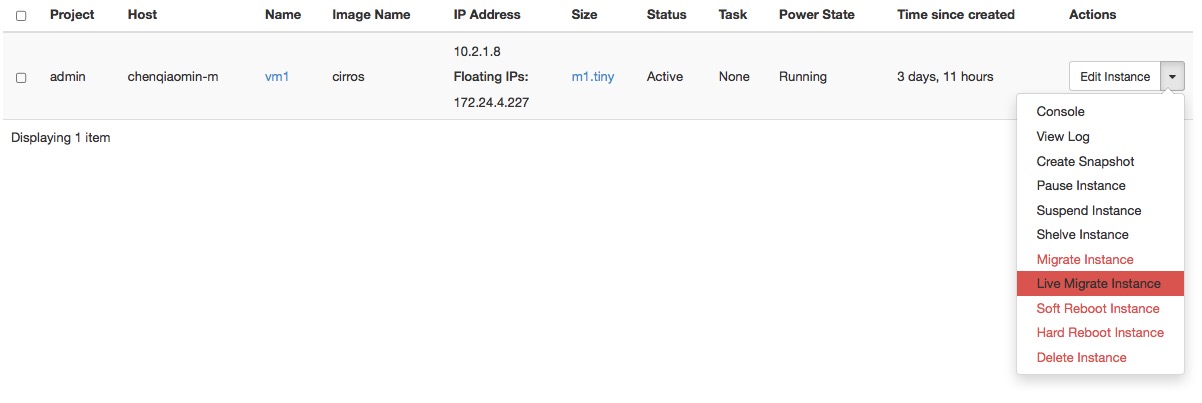 Project Host Name Image Name IP Address Size Status Task Power State Time since created Actions
10.2.1.8
admin chenqiaomin-m vm1 cirros Floating IPs: m1.tiny Active None Running 3 days, 11 hours Edit Instance
172.24.4.227
Displaying 1 item
Console
View Log
Create Snapshot
Pause Instance
Suspend Instance
Shelve Instance
Migrate Instance
Live Migrate Instance
Soft Reboot Instance
Hard Reboot Instance
Delete Instance